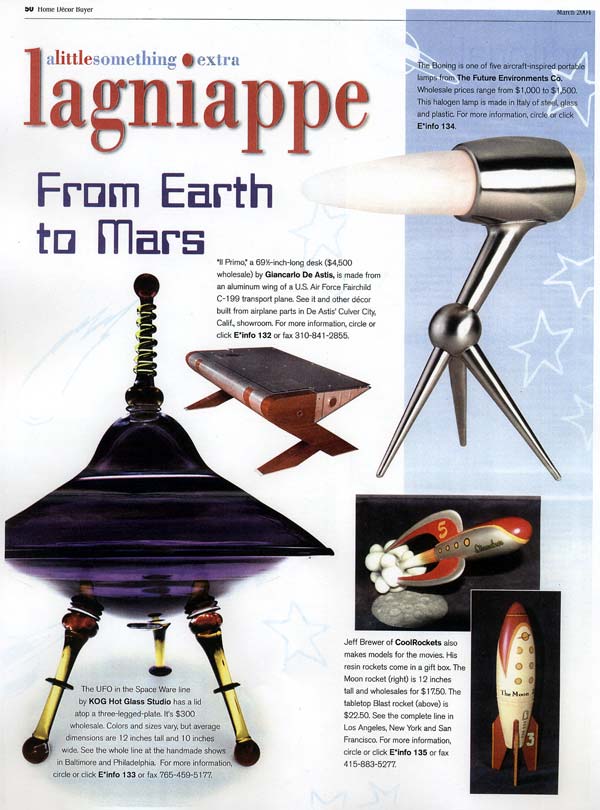 50 Home Décor Buyer
March 2004
alittlesomething extra
lagniappe
From Earth
to Mars
The Boeing is one of five aircraft-inspired portable
lamps from The Future Environments Co.
Wholesale prices range from $1,000 to $1,500.
This halogen lamp is made in Italy of steel, glass
and plastic. For more information, circle or click
E*info 134.
"Il Primo," a 69½-inch-long desk ($4,500
wholesale) by Giancarlo De Astis, is made from
an aluminum wing of a U.S. Air Force Fairchild
C-199 transport plane. See it and other décor
built from airplane parts in De Astis' Culver City,
Calif., showroom. For more information, circle or
click E*info 132 or fax 310-841-2855.
5
The UFO in the Space Ware line
by KOG Hot Glass Studio has a lid
atop a three-legged-plate. It's $300
wholesale. Colors and sizes vary, but average
dimensions are 12 inches tall and 10 inches
wide. See the whole line at the handmade shows
in Baltimore and Philadelphia. For more information,
circle or click E*info 133 or fax 765-459-5177.
Jeff Brewer of CoolRockets also
makes models for the movies. His
resin rockets come in a gift box. The
Moon rocket (right) is 12 inches
tall and wholesales for $17.50. The
tabletop Blast rocket (above) is
$22.50. See the complete line in
Los Angeles, New York and San
Francisco. For more information,
circle or click E*info 135 or fax
415-883-5277.
The Moon
3